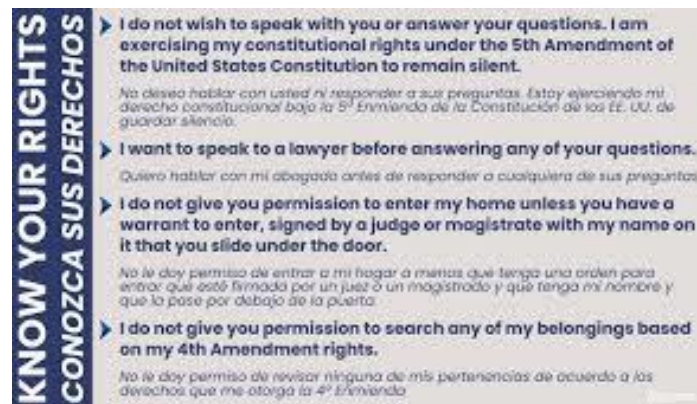 KNOW YOUR RIGHTS
CONOZCA SUS DERECHOS
I do not wish to speak with you or answer your questions. I am
exercising my constitutional rights under the 5th Amendment of
the United States Constitution to remain silent.
No deseo hablar con usted ni responder a sus preguntas. Estoy ejerciendo mi
derecho constitucional bajo la 5ª Enmienda de la Constitución de los EE. UU. de
guardar silencio.
I want to speak to a lawyer before answering any of your questions.
Quiero hablar con mi abogado antes de responder a cualquiera de sus preguntas
I do not give you permission to enter my home unless you have a
warrant to enter, signed by a judge or magistrate with my name on
it that you slide under the door.
No le doy permiso de entrar a mi hogar a menos que tenga una orden para
entrar que esté firmada por un juez o un magistrado y que tenga mi nombre y
que la pase por debajo de la puerta
I do not give you permission to search any of my belongings based
on my 4th Amendment rights.
No le doy permiso de revisar ninguna de mis pertenencias de acuerdo a los
derechos que me otorga la 4ª Enmienda